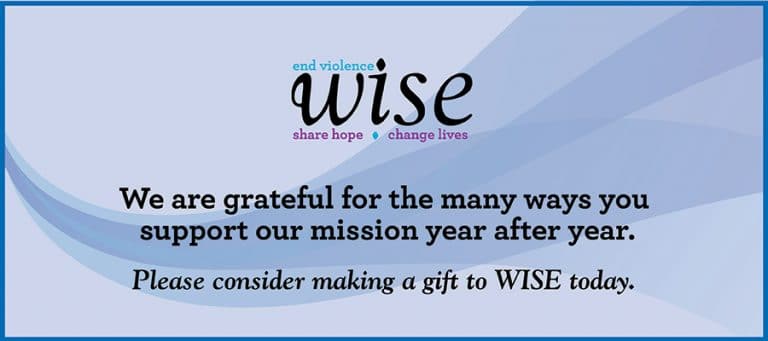 end violence
wise
share hope ♦ change lives
We are grateful for the many ways you
support our mission year after year.
Please consider making a gift to WISE today.